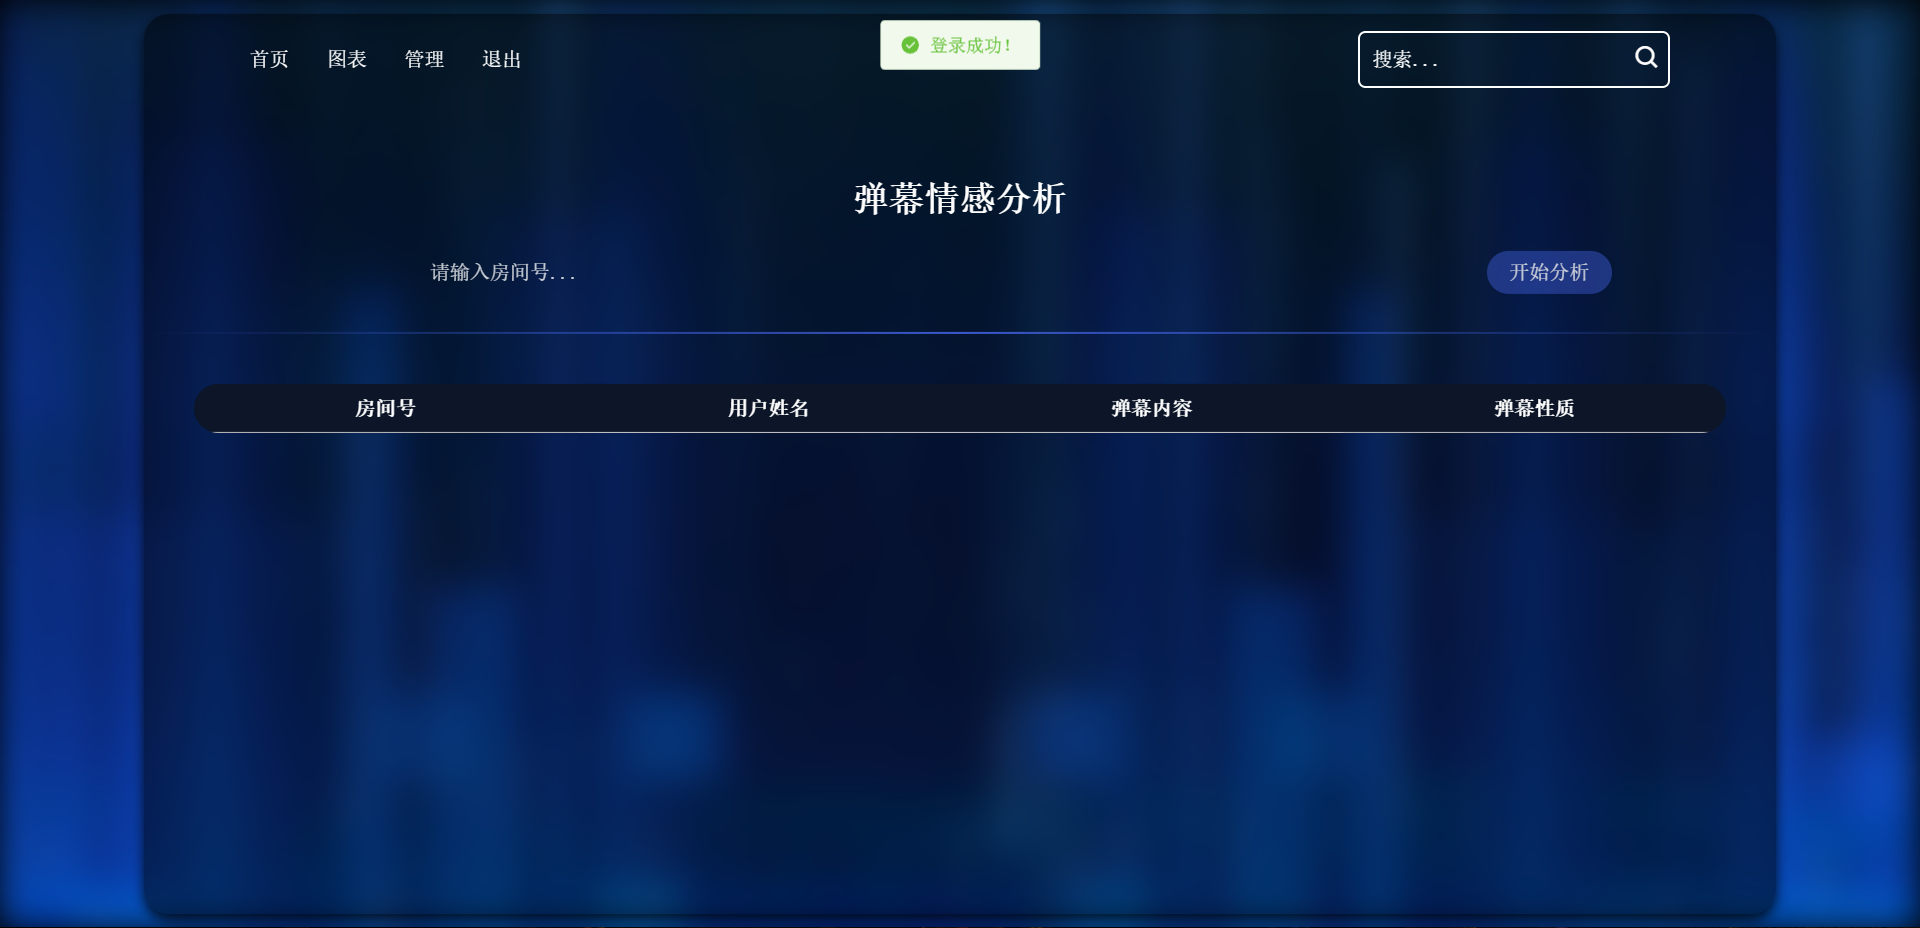 首页 图表 管理 退出
登录成功！
搜索...
弹幕情感分析
请输入房间号...
开始分析
房间号 用户姓名 弹幕内容 弹幕性质